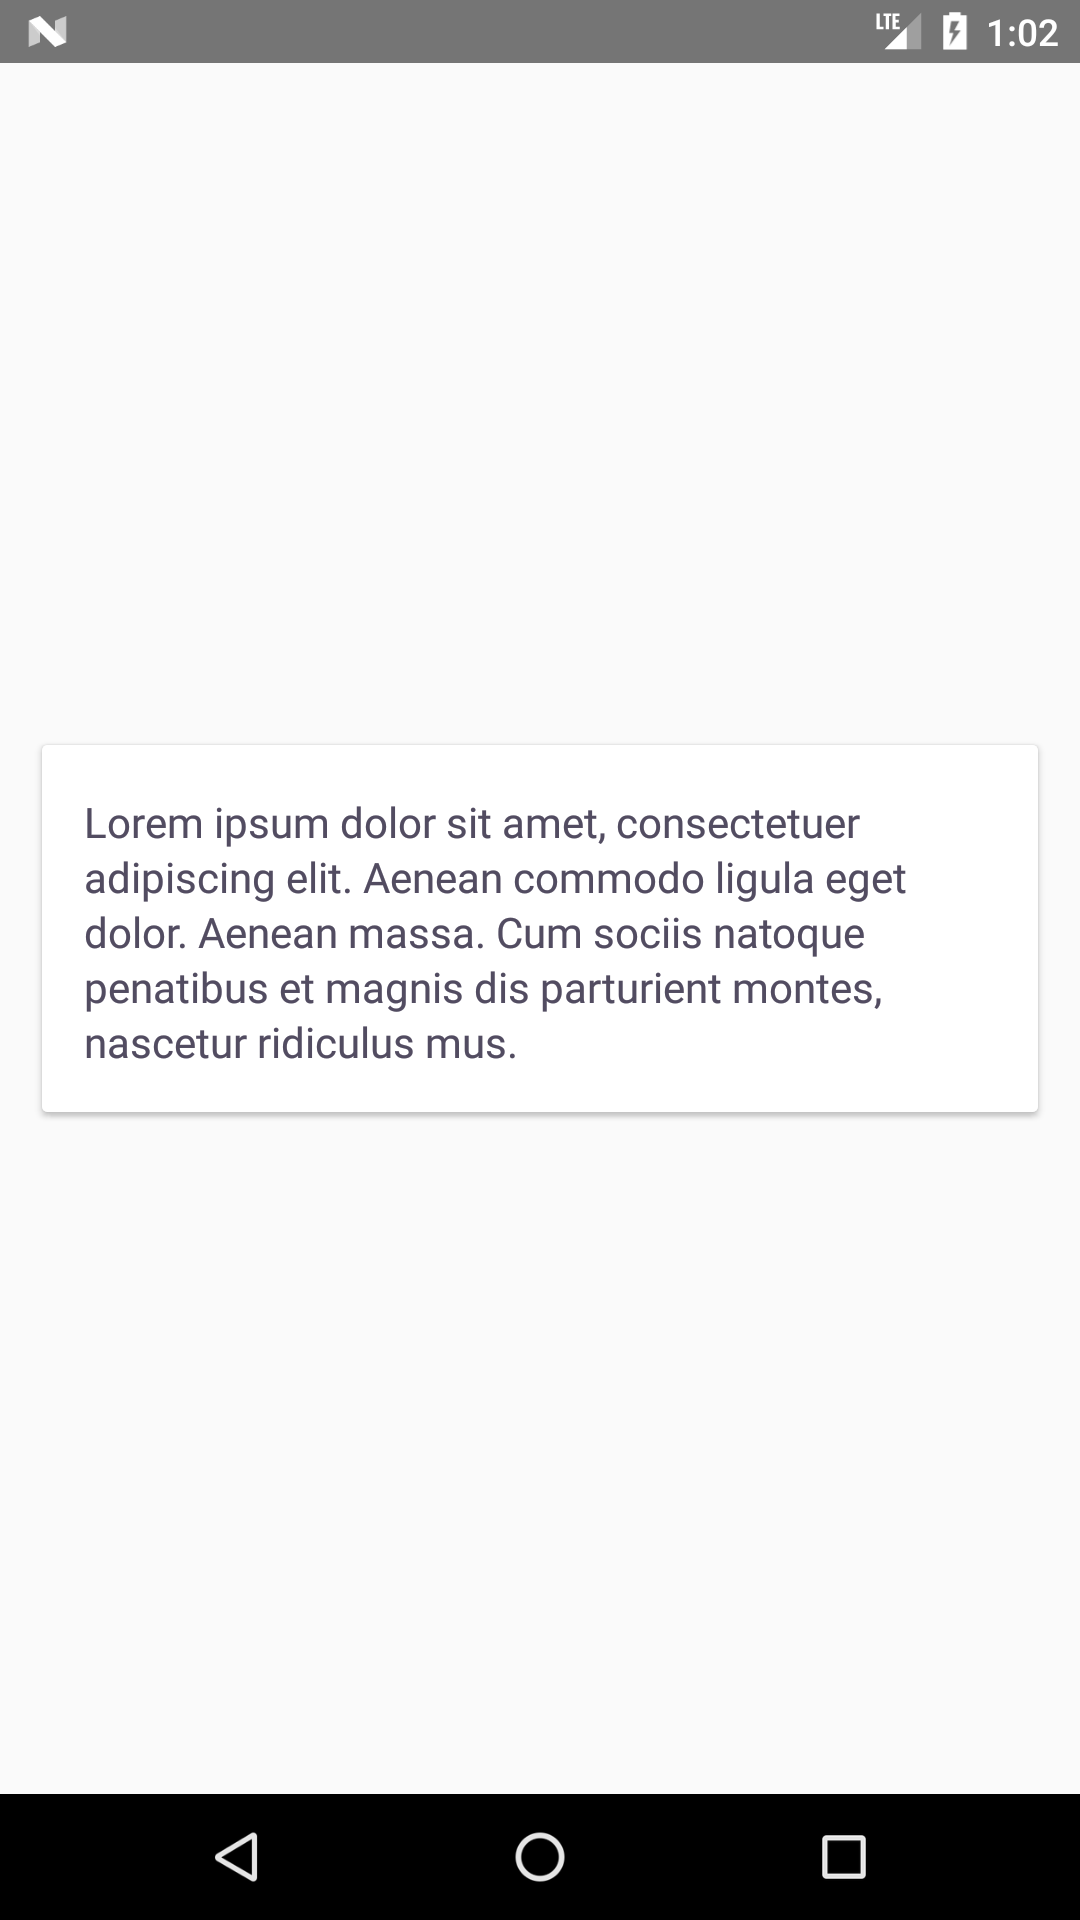 LTE 1:02
Lorem ipsum dolor sit amet, consectetuer
adipiscing elit. Aenean commodo ligula eget
dolor. Aenean massa. Cum sociis natoque
penatibus et magnis dis parturient montes,
nascetur ridiculus mus.